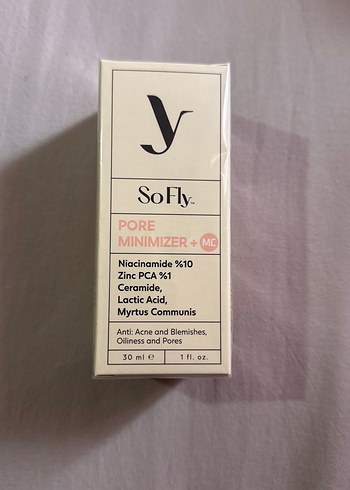 y
SoFly™
PORE
MINIMIZER + MC
Niacinamide %10
Zinc PCA %1
Ceramide,
Lactic Acid,
Myrtus Communis
Anti: Acne and Blemishes,
Oiliness and Pores
30 ml ℮ 1 fl. oz.